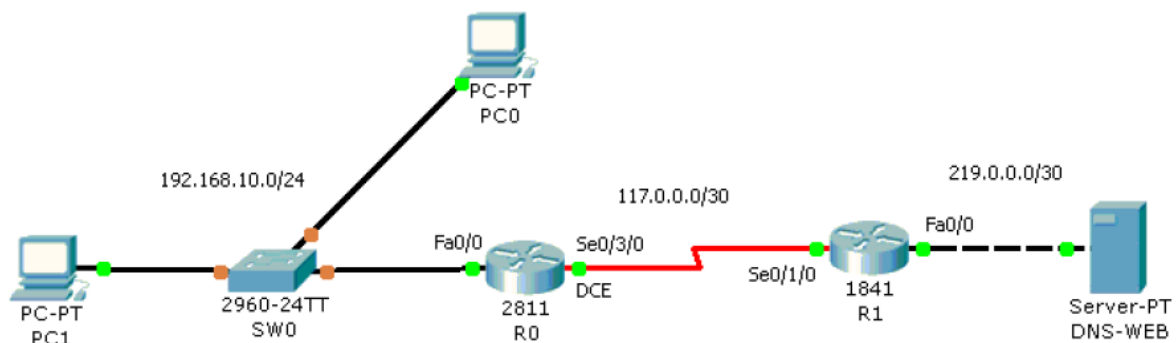 PC-PT
PC0
192.168.10.0/24
117.0.0.0/30
219.0.0.0/30
Fa0/0
Se0/3/0
Fa0/0
DCE
Se0/1/0
PC-PT
PC1
2960-24TT
SW0
2811
R0
1841
R1
Server-PT
DNS-WEB